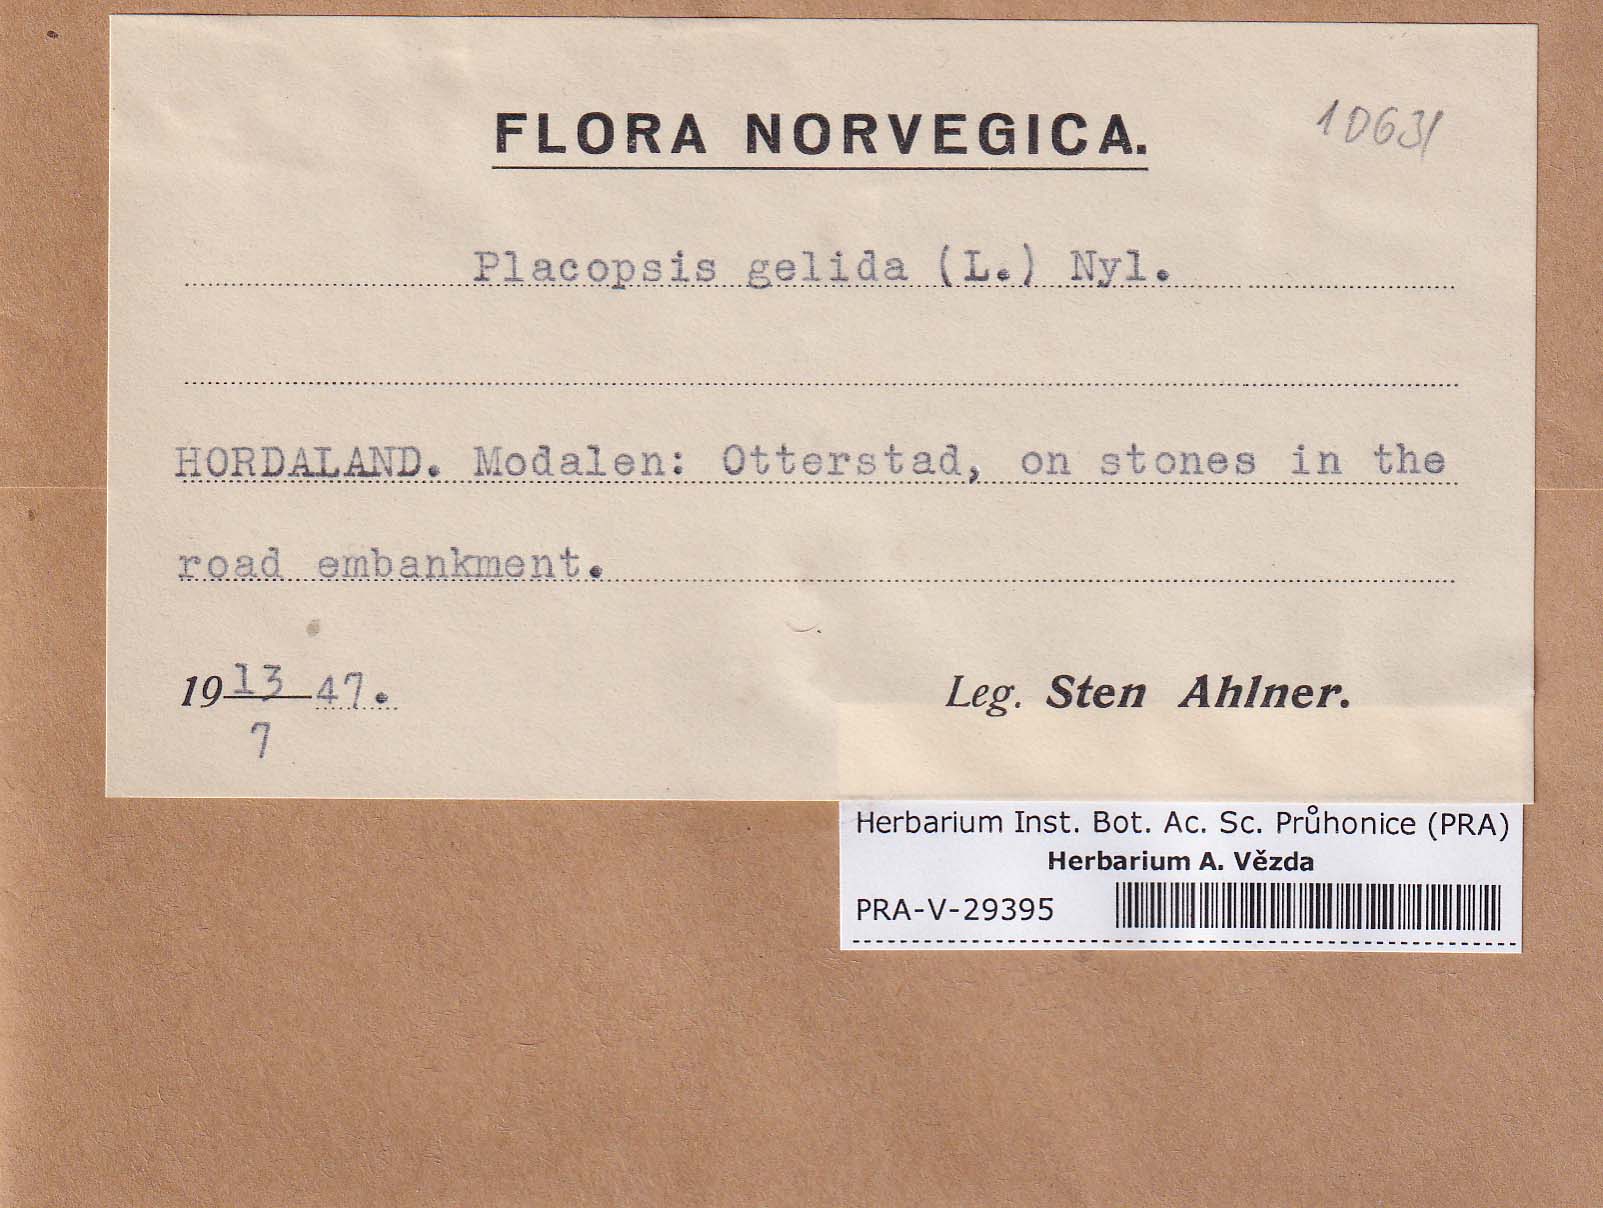 FLORA NORVEGICA.
10631
Placopsis gelida (L.) Nyl.
HORDALAND. Modalen: Otterstad, on stones in the
road embankment.
19 13/7 47.
Leg. Sten Ahlner.
Herbarium Inst. Bot. Ac. Sc. Průhonice (PRA)
Herbarium A. Vězda
PRA-V-29395